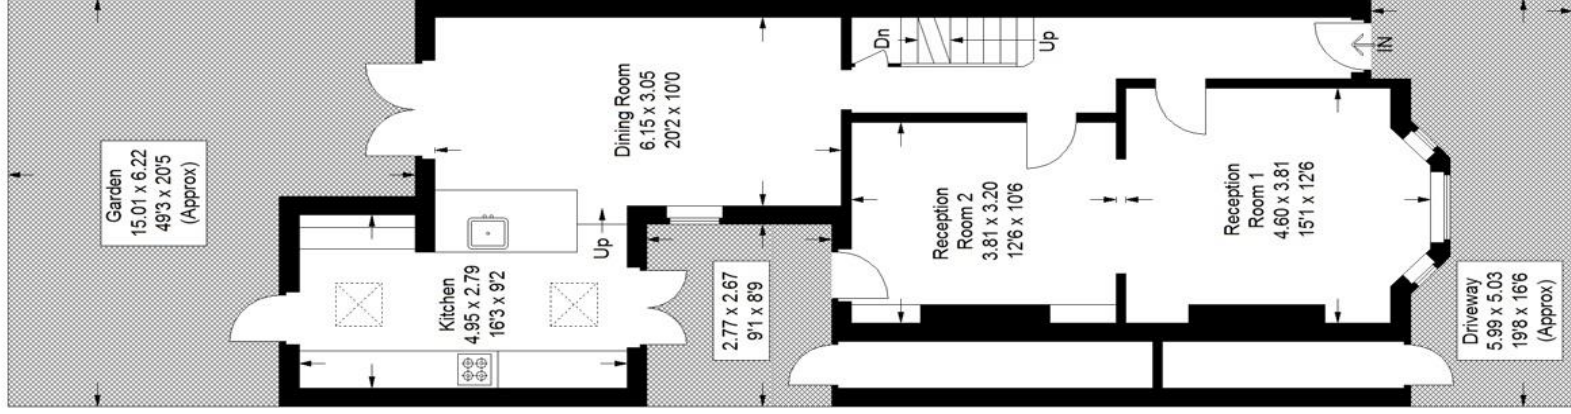 Garden
15.01 x 6.22
49'3 x 20'5
(Approx)
Kitchen
4.95 x 2.79
16'3 x 9'2
Up
Dining Room
6.15 x 3.05
20'2 x 10'0
2.77 x 2.67
9'1 x 8'9
Dn
Up
Reception
Room 2
3.81 x 3.20
12'6 x 10'6
Reception
Room 1
4.60 x 3.81
15'1 x 12'6
IN
Driveway
5.99 x 5.03
19'8 x 16'6
(Approx)